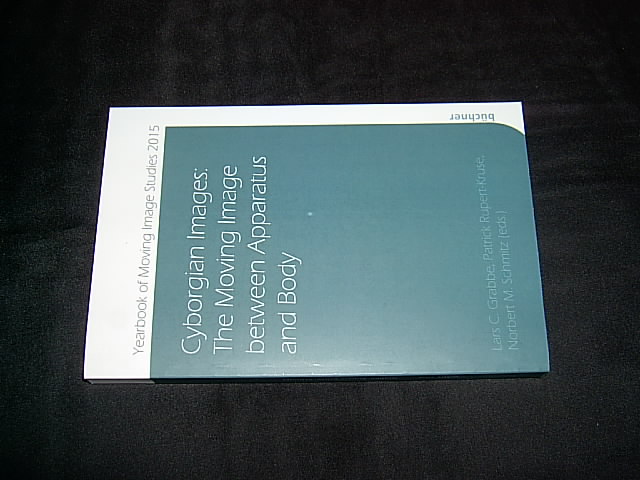 Yearbook of Moving Image Studies 2015
Cyborgian Images:
The Moving Image
between Apparatus
and Body
Lars C. Grabbe, Patrick Rupert-Kruse,
Norbert M. Schmitz (eds.)
büchner